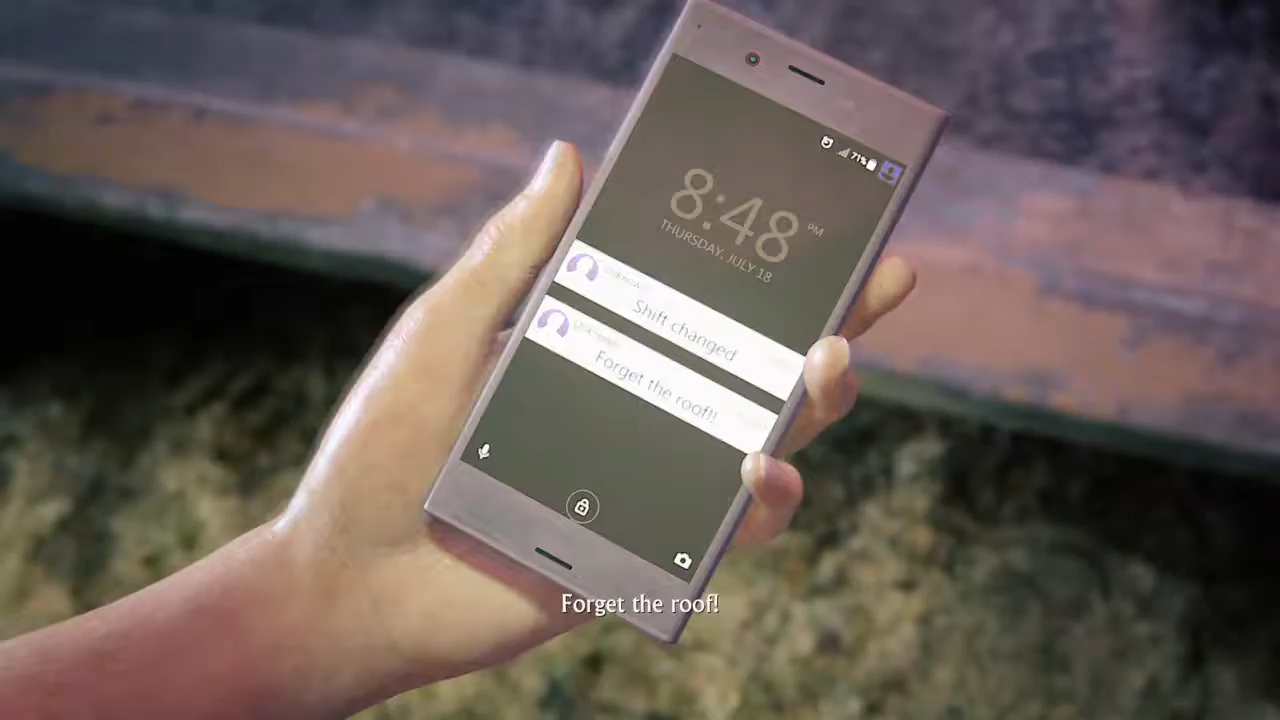 71%
8:48 PM
THURSDAY, JULY 18
Shift changed
Forget the roof!!
Forget the roof!